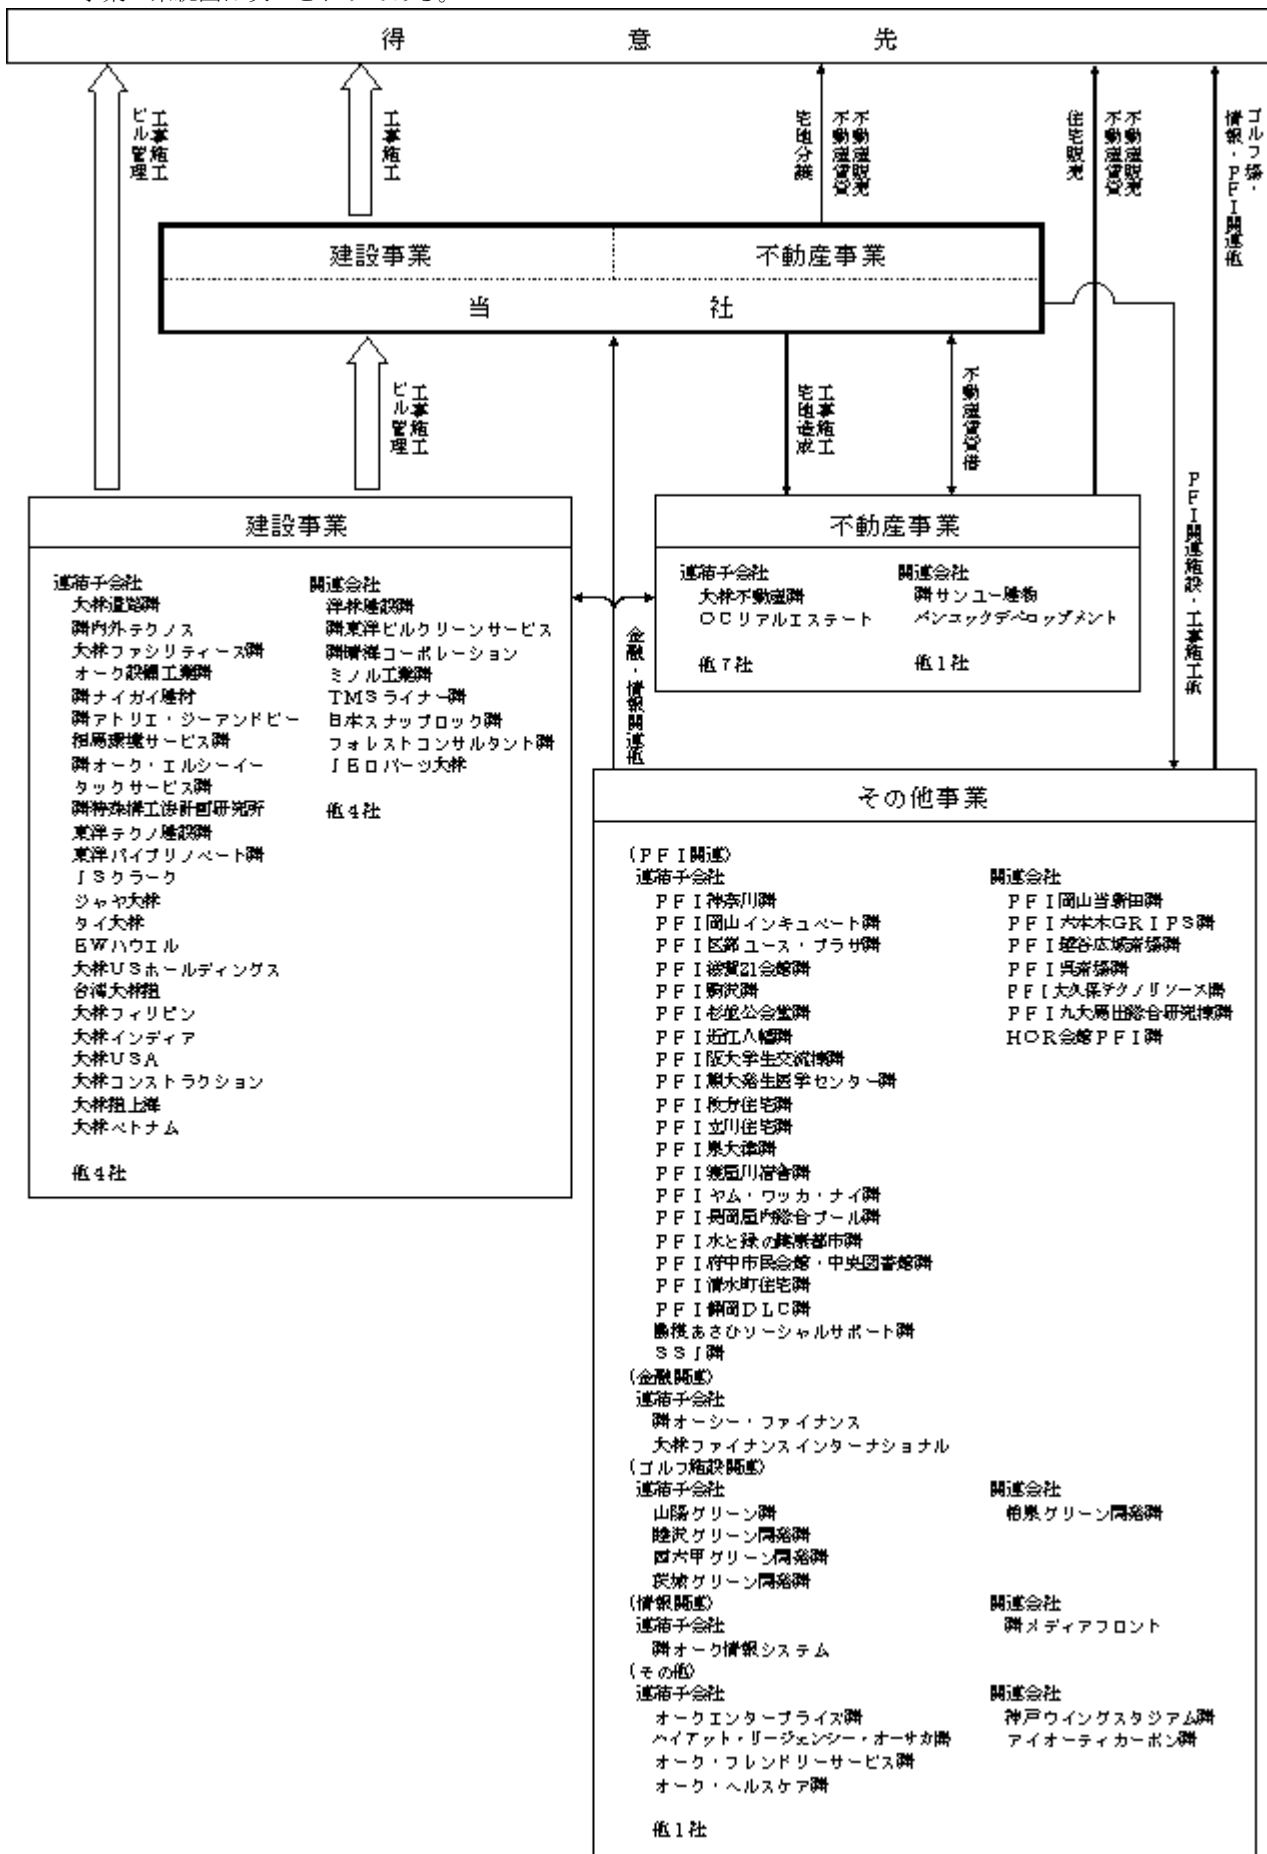 得意先
工事施工
ビル管理
工事施工
不動産販売
不動産賃貸
宅地分譲
不動産販売
不動産賃貸
住宅販売
ゴルフ場・
情報・PFI関連他
建設事業
不動産事業
当社
工事施工
ビル管理
工事施工
宅地造成
不動産賃貸借
PFI関連施設・工事施工他
金融・情報関連他
建設事業
連結子会社
大林道路㈱
㈱内外テクノス
大林ファシリティーズ㈱
オーク設備工業㈱
㈱ナイガイ建材
㈱アトリエ・ジーアンドビー
相馬環境サービス㈱
㈱オーク・エルシーイー
タックサービス㈱
㈱特殊構工法計画研究所
東洋テクノ建設㈱
東洋パイプリノベート㈱
JSクラーク
ジャヤ大林
タイ大林
EWハウエル
大林USホールディングス
台湾大林組
大林フィリピン
大林インディア
大林USA
大林コンストラクション
大林組上海
大林ベトナム
他4社
関連会社
洋林建設㈱
㈱東洋ビルクリーンサービス
㈱晴海コーポレーション
ミノル工業㈱
TMSライナー㈱
日本スナップロック㈱
フォレストコンサルタント㈱
大林
他4社
不動産事業
連結子会社
大林不動産㈱
OCリアルエステート
他7社
関連会社
㈱サンユー建物
バンコックデベロップメント
他1社
その他事業
(PFI関連)
連結子会社
PFI神奈川㈱
PFI岡山インキュベート㈱
PFI区部ユース・プラザ㈱
PFI滋賀21会館㈱
PFI駒沢㈱
PFI杉並公会堂㈱
PFI近江八幡㈱
PFI阪大学生交流棟㈱
PFI熊大発生医学センター㈱
PFI枚方住宅㈱
PFI立川住宅㈱
PFI泉大津㈱
PFI寝屋川宿舎㈱
PFIヤム・ワッカ・ナイ㈱
PFI長岡屋内総合プール㈱
PFI水と緑の健康都市㈱
PFI府中市民会館・中央図書館㈱
PFI清水町住宅㈱
PFI静岡DLC㈱
島根あさひソーシャルサポート㈱
SSJ㈱
関連会社
PFI岡山当新田㈱
PFI六本木GRIPS㈱
PFI越谷広域斎場㈱
PFI呉斎場㈱
PFI大久保テクノリソース㈱
PFI九大馬出総合研究棟㈱
HOR会館PFI㈱
(金融関連)
連結子会社
㈱オーシー・ファイナンス
大林ファイナンスインターナショナル
(ゴルフ施設関連)
連結子会社
山陽グリーン㈱
睦沢グリーン開発㈱
西六甲グリーン開発㈱
茨城グリーン開発㈱
関連会社
柏泉グリーン開発㈱
(情報関連)
連結子会社
㈱オーク情報システム
関連会社
㈱メディアフロント
(その他)
連結子会社
オークエンタープライズ㈱
ハイアット・リージェンシー・オーサカ㈱
オーク・フレンドリーサービス㈱
オーク・ヘルスケア㈱
他1社
関連会社
神戸ウイングスタジアム㈱
アイオーティカーボン㈱